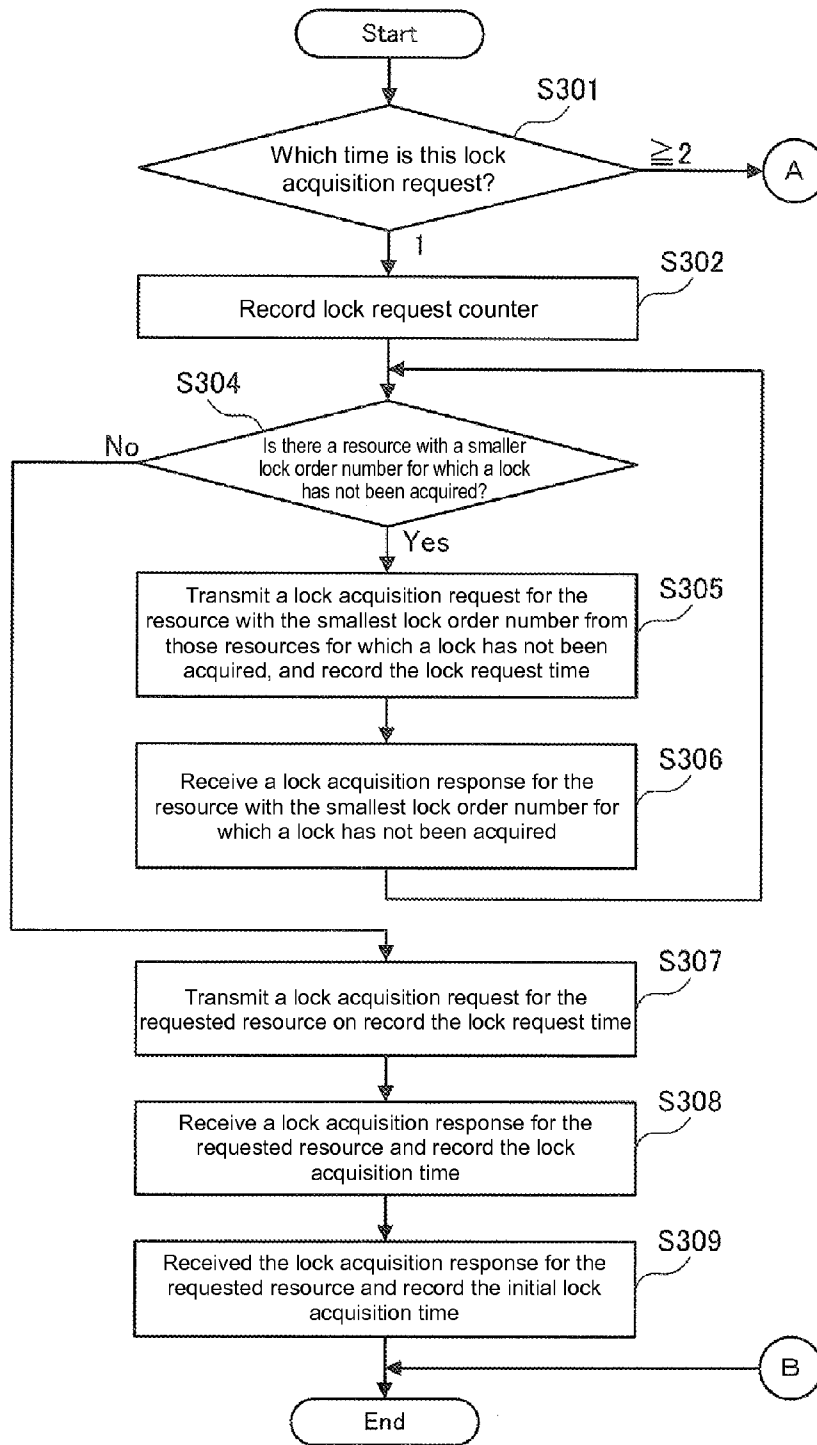 Start
S301
Which time is this lock
acquisition request?
≧2
A
1
S302
Record lock request counter
S304
No
Is there a resource with a smaller
lock order number for which a lock
has not been acquired?
Yes
S305
Transmit a lock acquisition request for the
resource with the smallest lock order number from
those resources for which a lock has not been
acquired, and record the lock request time
S306
Receive a lock acquisition response for the
resource with the smallest lock order number for
which a lock has not been acquired
S307
Transmit a lock acquisition request for the
requested resource on record the lock request time
S308
Receive a lock acquisition response for the
requested resource and record the lock
acquisition time
S309
Received the lock acquisition response for the
requested resource and record the initial lock
acquisition time
B
End